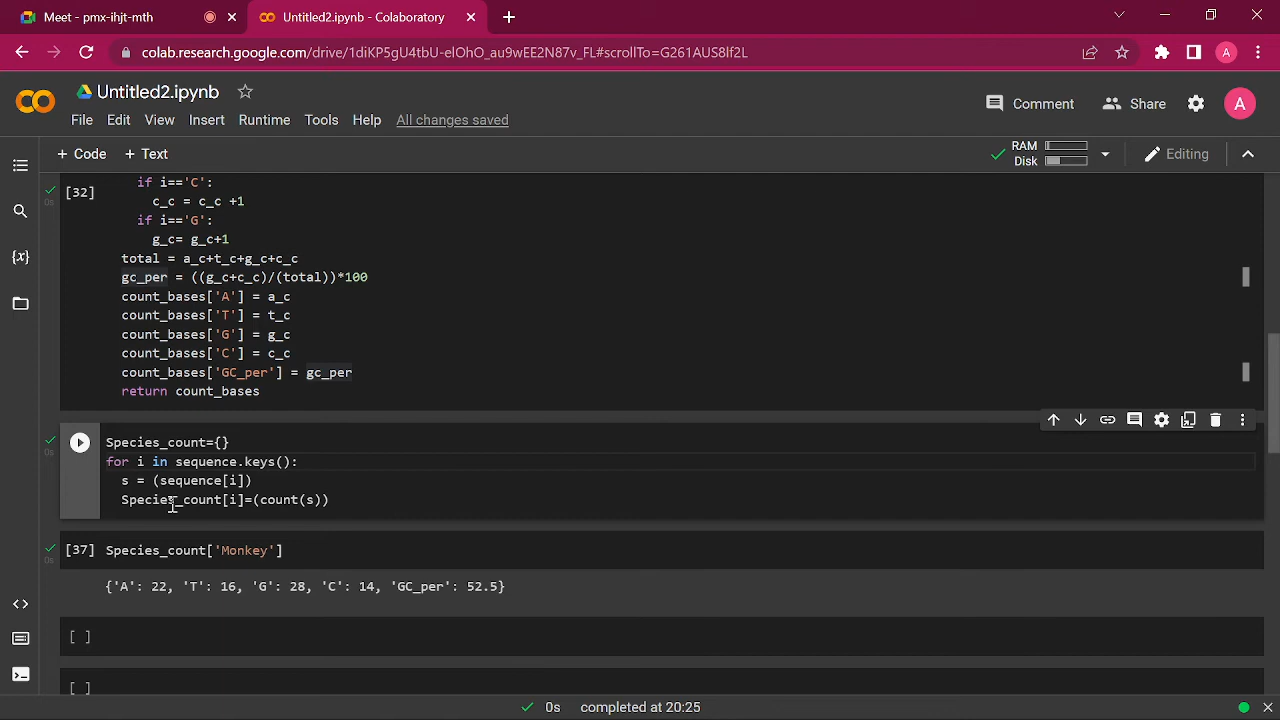 Meet - pmx-ihjt-mth
Untitled2.ipynb - Colaboratory
colab.research.google.com/drive/1diKP5gU4tbU-elOhO_au9wEE2N87v_FL#scrollTo=G261AUS8lf2L
A
Untitled2.ipynb
File Edit View Insert Runtime Tools Help All changes saved
Comment Share A
+ Code + Text
RAM
Disk
Editing
[32]
0s
if i=='C':
c_c = c_c +1
if i=='G':
g_c= g_c+1
total = a_c+t_c+g_c+c_c
gc_per = ((g_c+c_c)/(total))*100
count_bases['A'] = a_c
count_bases['T'] = t_c
count_bases['G'] = g_c
count_bases['C'] = c_c
count_bases['GC_per'] = gc_per
return count_bases
0s
Species_count={}
for i in sequence.keys():
s = (sequence[i])
Species_count[i]=(count(s))
0s
[37] Species_count['Monkey']
{'A': 22, 'T': 16, 'G': 28, 'C': 14, 'GC_per': 52.5}
[ ]
[ ]
0s completed at 20:25